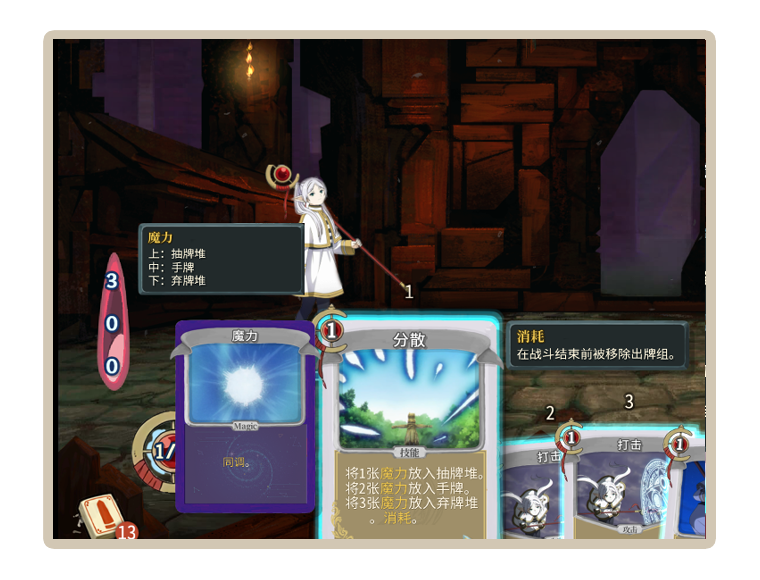 魔力
上：抽牌堆
中：手牌
下：弃牌堆
3
0
0
1
魔力
Magic
同调。
1
分散
技能
将1张魔力放入抽牌堆。
将2张魔力放入手牌。
将3张魔力放入弃牌堆
。消耗。
消耗
在战斗结束前被移除出牌组。
2
1
打击
3
打击
攻击
1
1/
13